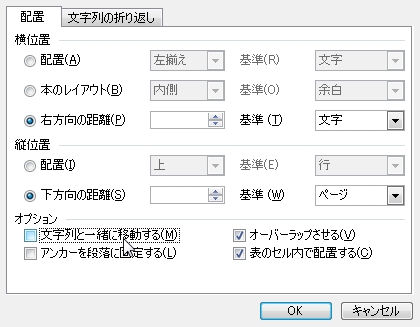 配置 文字列の折り返し
横位置
配置(A) 左揃え 基準(R) 文字
本のレイアウト(B) 内側 基準(O) 余白
右方向の距離(P) 基準(T) 文字
縦位置
配置(I) 上 基準(E) 行
下方向の距離(S) 基準(W) ページ
オプション
文字列と一緒に移動する(M) オーバーラップさせる(V)
アンカーを段落に固定する(L) 表のセル内で配置する(C)
OK キャンセル